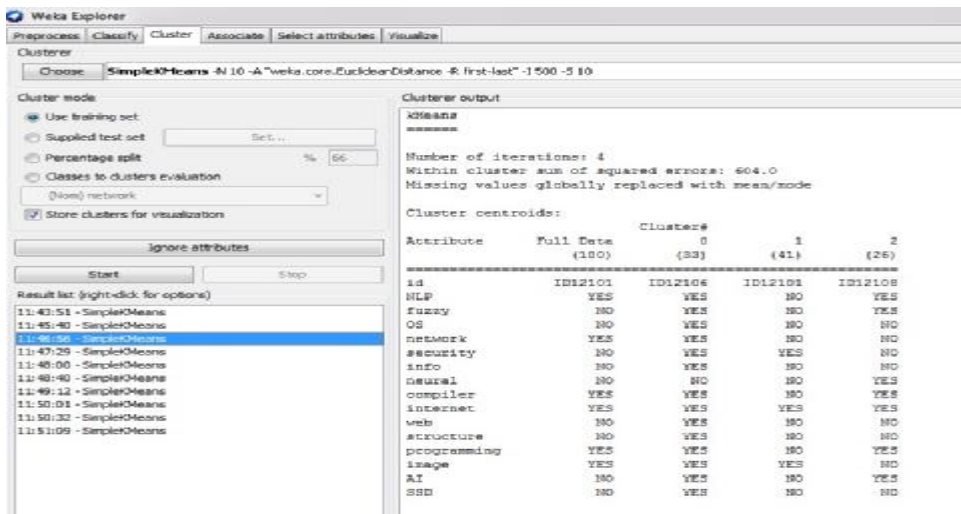 Weka Explorer
Preprocess Classify Cluster Associate Select attributes Visualize
Clusterer
Choose SimpleKMeans -N 10 -A "weka.core.EuclideanDistance -R first-last" -I 500 -S 10
Cluster mode
Use training set
Supplied test set Set...
Percentage split % 66
Classes to clusters evaluation
(Nom) network
Store clusters for visualization
Ignore attributes
Start Stop
Result list (right-click for options)
11:43:51 - SimpleKMeans
11:45:40 - SimpleKMeans
11:46:56 - SimpleKMeans
11:47:29 - SimpleKMeans
11:48:00 - SimpleKMeans
11:48:40 - SimpleKMeans
11:49:12 - SimpleKMeans
11:50:01 - SimpleKMeans
11:50:32 - SimpleKMeans
11:51:09 - SimpleKMeans
Clusterer output
kMeans
======
Number of iterations: 4
Within cluster sum of squared errors: 604.0
Missing values globally replaced with mean/mode
Cluster centroids:
Cluster#
Attribute Full Data 0 1 2
(100) (33) (41) (26)
id ID12101 ID12106 ID12101 ID12108
NLP YES YES NO YES
fuzzy NO YES NO YES
OS NO YES NO NO
network YES YES NO NO
security NO YES YES NO
info NO YES NO NO
neural NO NO NO YES
compiler YES YES NO YES
internet YES YES YES YES
web NO YES NO NO
structure NO YES NO NO
programming YES YES NO YES
image YES YES YES NO
AI NO YES NO YES
SSD NO YES NO NO